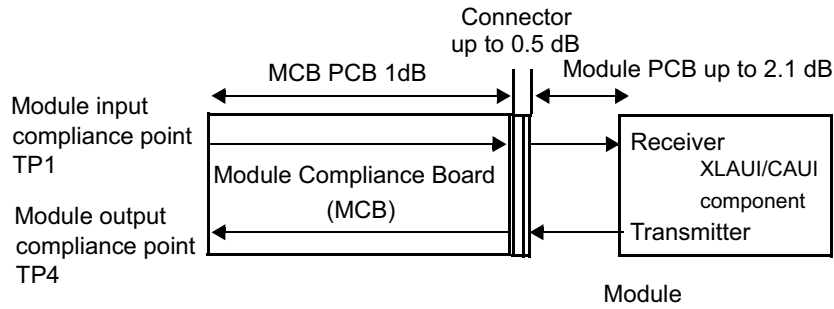 Connector
up to 0.5 dB
MCB PCB 1dB
Module PCB up to 2.1 dB
Module input
compliance point
TP1
Module Compliance Board
(MCB)
Module output
compliance point
TP4
Receiver
XLAUI/CAUI
component
Transmitter
Module